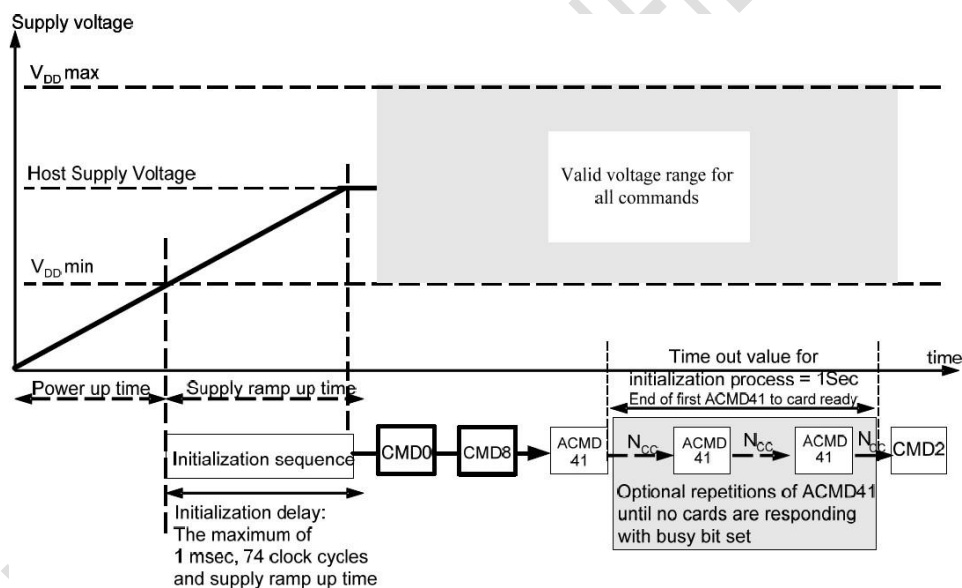 Supply voltage
V_DD max
Host Supply Voltage
Valid voltage range for
all commands
V_DD min
Time out value for
initialization process = 1Sec
End of first ACMD41 to card ready
time
Power up time
Supply ramp up time
Initialization sequence
CMD0
CMD8
ACMD
41
N_CC
ACMD
41
N_CC
ACMD
41
N_CC
CMD2
Optional repetitions of ACMD41
until no cards are responding
with busy bit set
Initialization delay:
The maximum of
1 msec, 74 clock cycles
and supply ramp up time